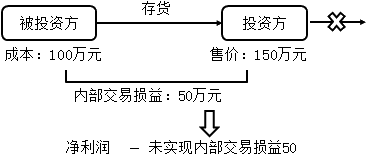 被投资方
存货
投资方
成本：100万元
售价：150万元
内部交易损益：50万元
净利润 － 未实现内部交易损益50